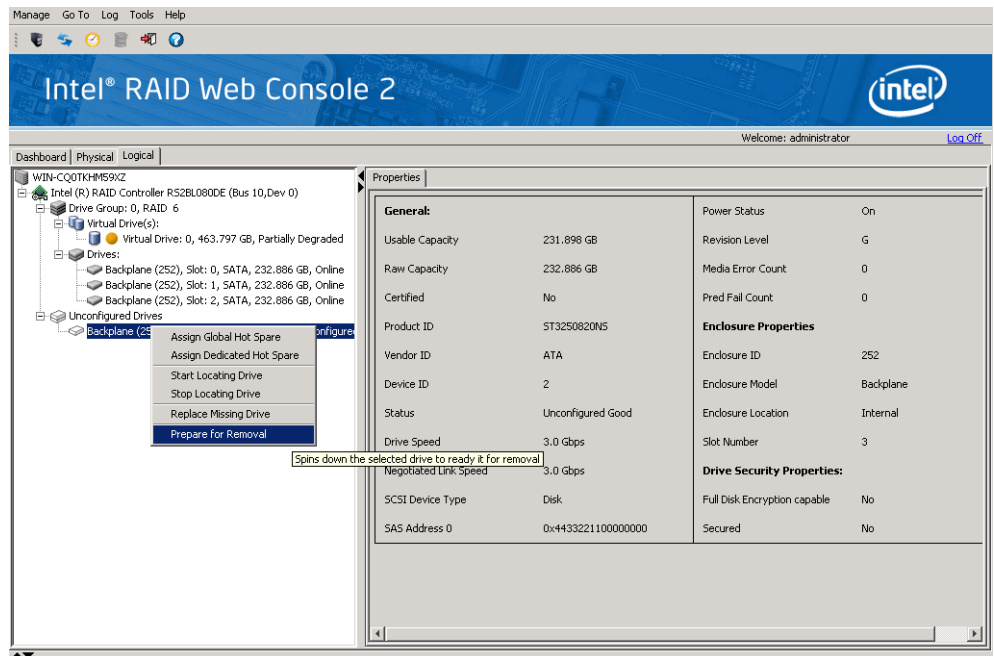 Manage Go To Log Tools Help
Intel® RAID Web Console 2
intel
Welcome: administrator Log Off
Dashboard Physical Logical
WIN-CQ0TKHM59XZ
Intel (R) RAID Controller RS2BL080DE (Bus 10,Dev 0)
Drive Group: 0, RAID 6
Virtual Drive(s):
Virtual Drive: 0, 463.797 GB, Partially Degraded
Drives:
Backplane (252), Slot: 0, SATA, 232.886 GB, Online
Backplane (252), Slot: 1, SATA, 232.886 GB, Online
Backplane (252), Slot: 2, SATA, 232.886 GB, Online
Unconfigured Drives
Backplane (25
Assign Global Hot Spare
Assign Dedicated Hot Spare
Start Locating Drive
Stop Locating Drive
Replace Missing Drive
Prepare for Removal
Spins down the selected drive to ready it for removal
Properties
General:
Usable Capacity 231.898 GB
Raw Capacity 232.886 GB
Certified No
Product ID ST3250820NS
Vendor ID ATA
Device ID 2
Status Unconfigured Good
Drive Speed 3.0 Gbps
Negotiated Link Speed 3.0 Gbps
SCSI Device Type Disk
SAS Address 0 0x4433221100000000
Power Status On
Revision Level G
Media Error Count 0
Pred Fail Count 0
Enclosure Properties
Enclosure ID 252
Enclosure Model Backplane
Enclosure Location Internal
Slot Number 3
Drive Security Properties:
Full Disk Encryption capable No
Secured No